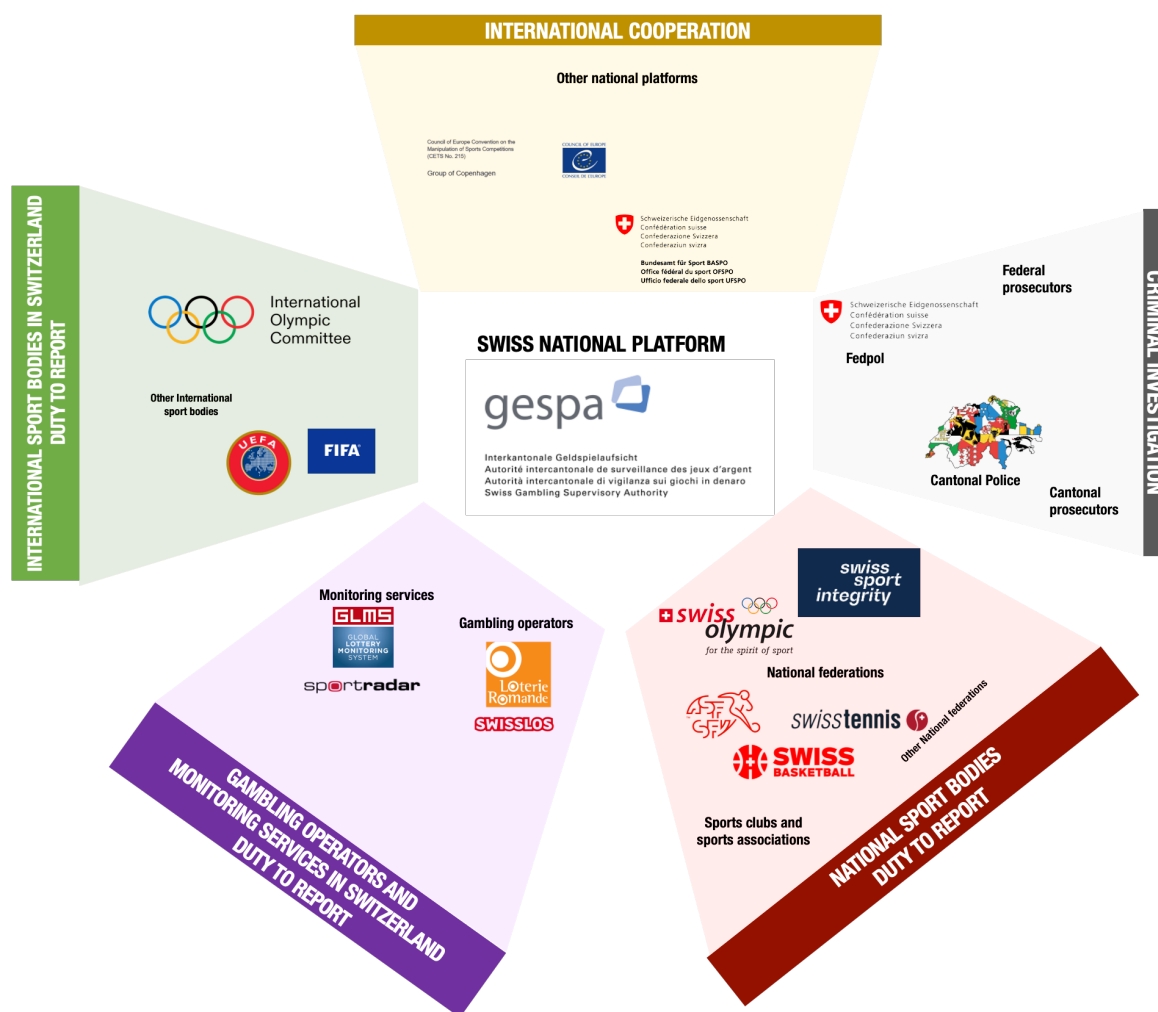 INTERNATIONAL COOPERATION
Other national platforms
Council of Europe Convention on the
Manipulation of Sports Competitions
(CETS No. 215)
Group of Copenhagen
COUNCIL OF EUROPE
CONSEIL DE L'EUROPE
Schweizerische Eidgenossenschaft
Confédération suisse
Confederazione Svizzera
Confederaziun svizra
Bundesamt für Sport BASPO
Office fédéral du sport OFSPO
Ufficio federale dello sport UFSPO
INTERNATIONAL SPORT BODIES IN SWITZERLAND
DUTY TO REPORT
International
Olympic
Committee
Other International
sport bodies
UEFA
FIFA
SWISS NATIONAL PLATFORM
gespa
Interkantonale Geldspielaufsicht
Autorité intercantonale de surveillance des jeux d'argent
Autorità intercantonale di vigilanza sui giochi in denaro
Swiss Gambling Supervisory Authority
CRIMINAL INVESTIGATION
Federal
prosecutors
Schweizerische Eidgenossenschaft
Confédération suisse
Confederazione Svizzera
Confederaziun svizra
Fedpol
Cantonal Police
Cantonal
prosecutors
Monitoring services
GLMS
GLOBAL
LOTTERY
MONITORING
SYSTEM
sportradar
Gambling operators
LOterie
ROmande
SWISSLOS
GAMBLING OPERATORS AND
MONITORING SERVICES IN SWITZERLAND
DUTY TO REPORT
swiss
sport
integrity
swiss
olympic
for the spirit of sport
National federations
ASF
SFV
swisstennis
Other National federations
SWISS
BASKETBALL
Sports clubs and
sports associations
NATIONAL SPORT BODIES
DUTY TO REPORT